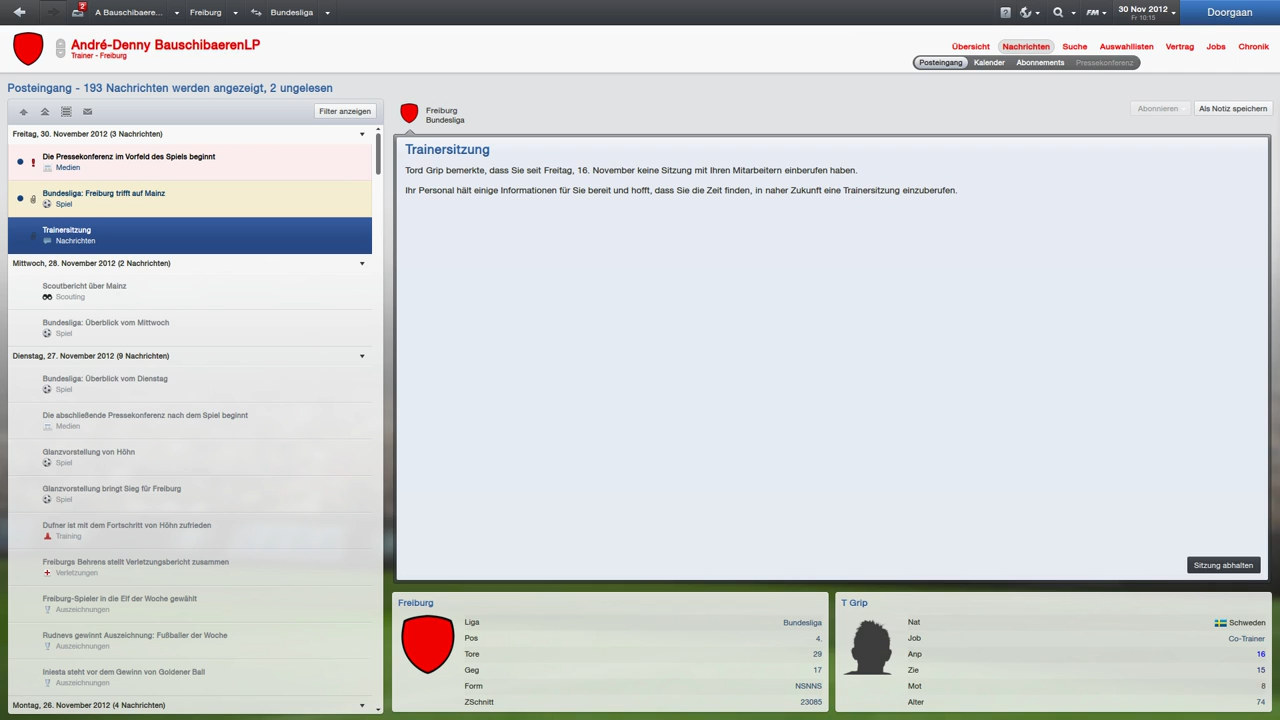 2
A Bauschibaere...
Freiburg
Bundesliga
FM
30 Nov 2012
Fr 10:15
Doorgaan
André-Denny BauschibaerenLP
Trainer - Freiburg
Übersicht
Nachrichten
Suche
Auswahllisten
Vertrag
Jobs
Chronik
Posteingang
Kalender
Abonnements
Pressekonferenz
Posteingang - 193 Nachrichten werden angezeigt, 2 ungelesen
Filter anzeigen
Freitag, 30. November 2012 (3 Nachrichten)
Die Pressekonferenz im Vorfeld des Spiels beginnt
Medien
Bundesliga: Freiburg trifft auf Mainz
Spiel
Trainersitzung
Nachrichten
Mittwoch, 28. November 2012 (2 Nachrichten)
Scoutbericht über Mainz
Scouting
Bundesliga: Überblick vom Mittwoch
Spiel
Dienstag, 27. November 2012 (9 Nachrichten)
Bundesliga: Überblick vom Dienstag
Spiel
Die abschließende Pressekonferenz nach dem Spiel beginnt
Medien
Glanzvorstellung von Höhn
Spiel
Glanzvorstellung bringt Sieg für Freiburg
Spiel
Dufner ist mit dem Fortschritt von Höhn zufrieden
Training
Freiburgs Behrens stellt Verletzungsbericht zusammen
Verletzungen
Freiburg-Spieler in die Elf der Woche gewählt
Auszeichnungen
Rudnevs gewinnt Auszeichnung: Fußballer der Woche
Auszeichnungen
Iniesta steht vor dem Gewinn von Goldener Ball
Auszeichnungen
Montag, 26. November 2012 (4 Nachrichten)
Freiburg
Bundesliga
Abonnieren
Als Notiz speichern
Trainersitzung
Tord Grip bemerkte, dass Sie seit Freitag, 16. November keine Sitzung mit Ihren Mitarbeitern einberufen haben.
Ihr Personal hält einige Informationen für Sie bereit und hofft, dass Sie die Zeit finden, in naher Zukunft eine Trainersitzung einzuberufen.
Sitzung abhalten
Freiburg
Liga Bundesliga
Pos 4.
Tore 29
Geg 17
Form NSNNS
ZSchnitt 23085
T Grip
Nat Schweden
Job Co-Trainer
Anp 16
Zie 15
Mot 8
Alter 74